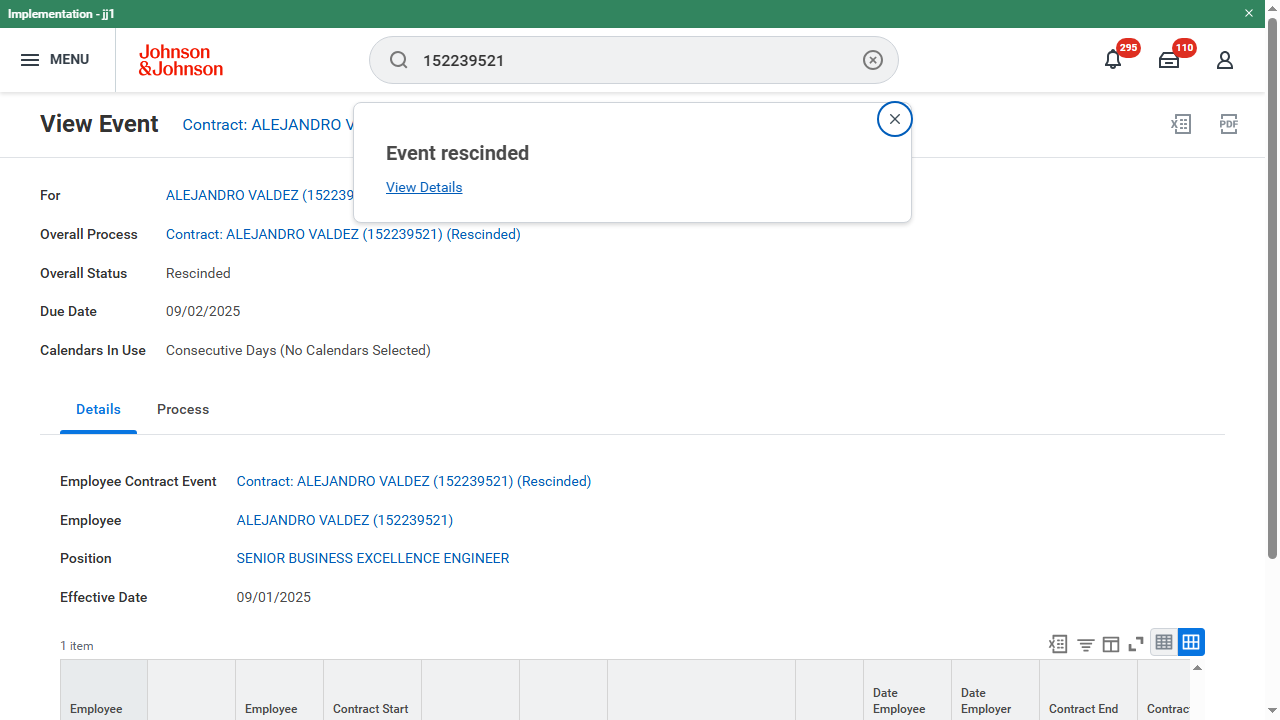 Implementation - jj1
MENU
Johnson
&Johnson
152239521
295
110
View Event
Contract: ALEJANDRO V
PDF
Event rescinded
View Details
For
ALEJANDRO VALDEZ (152239
Overall Process
Contract: ALEJANDRO VALDEZ (152239521) (Rescinded)
Overall Status
Rescinded
Due Date
09/02/2025
Calendars In Use
Consecutive Days (No Calendars Selected)
Details
Process
Employee Contract Event
Contract: ALEJANDRO VALDEZ (152239521) (Rescinded)
Employee
ALEJANDRO VALDEZ (152239521)
Position
SENIOR BUSINESS EXCELLENCE ENGINEER
Effective Date
09/01/2025
1 item
Employee
Employee
Contract Start
Date
Employee
Date
Employer
Contract End
Contrac